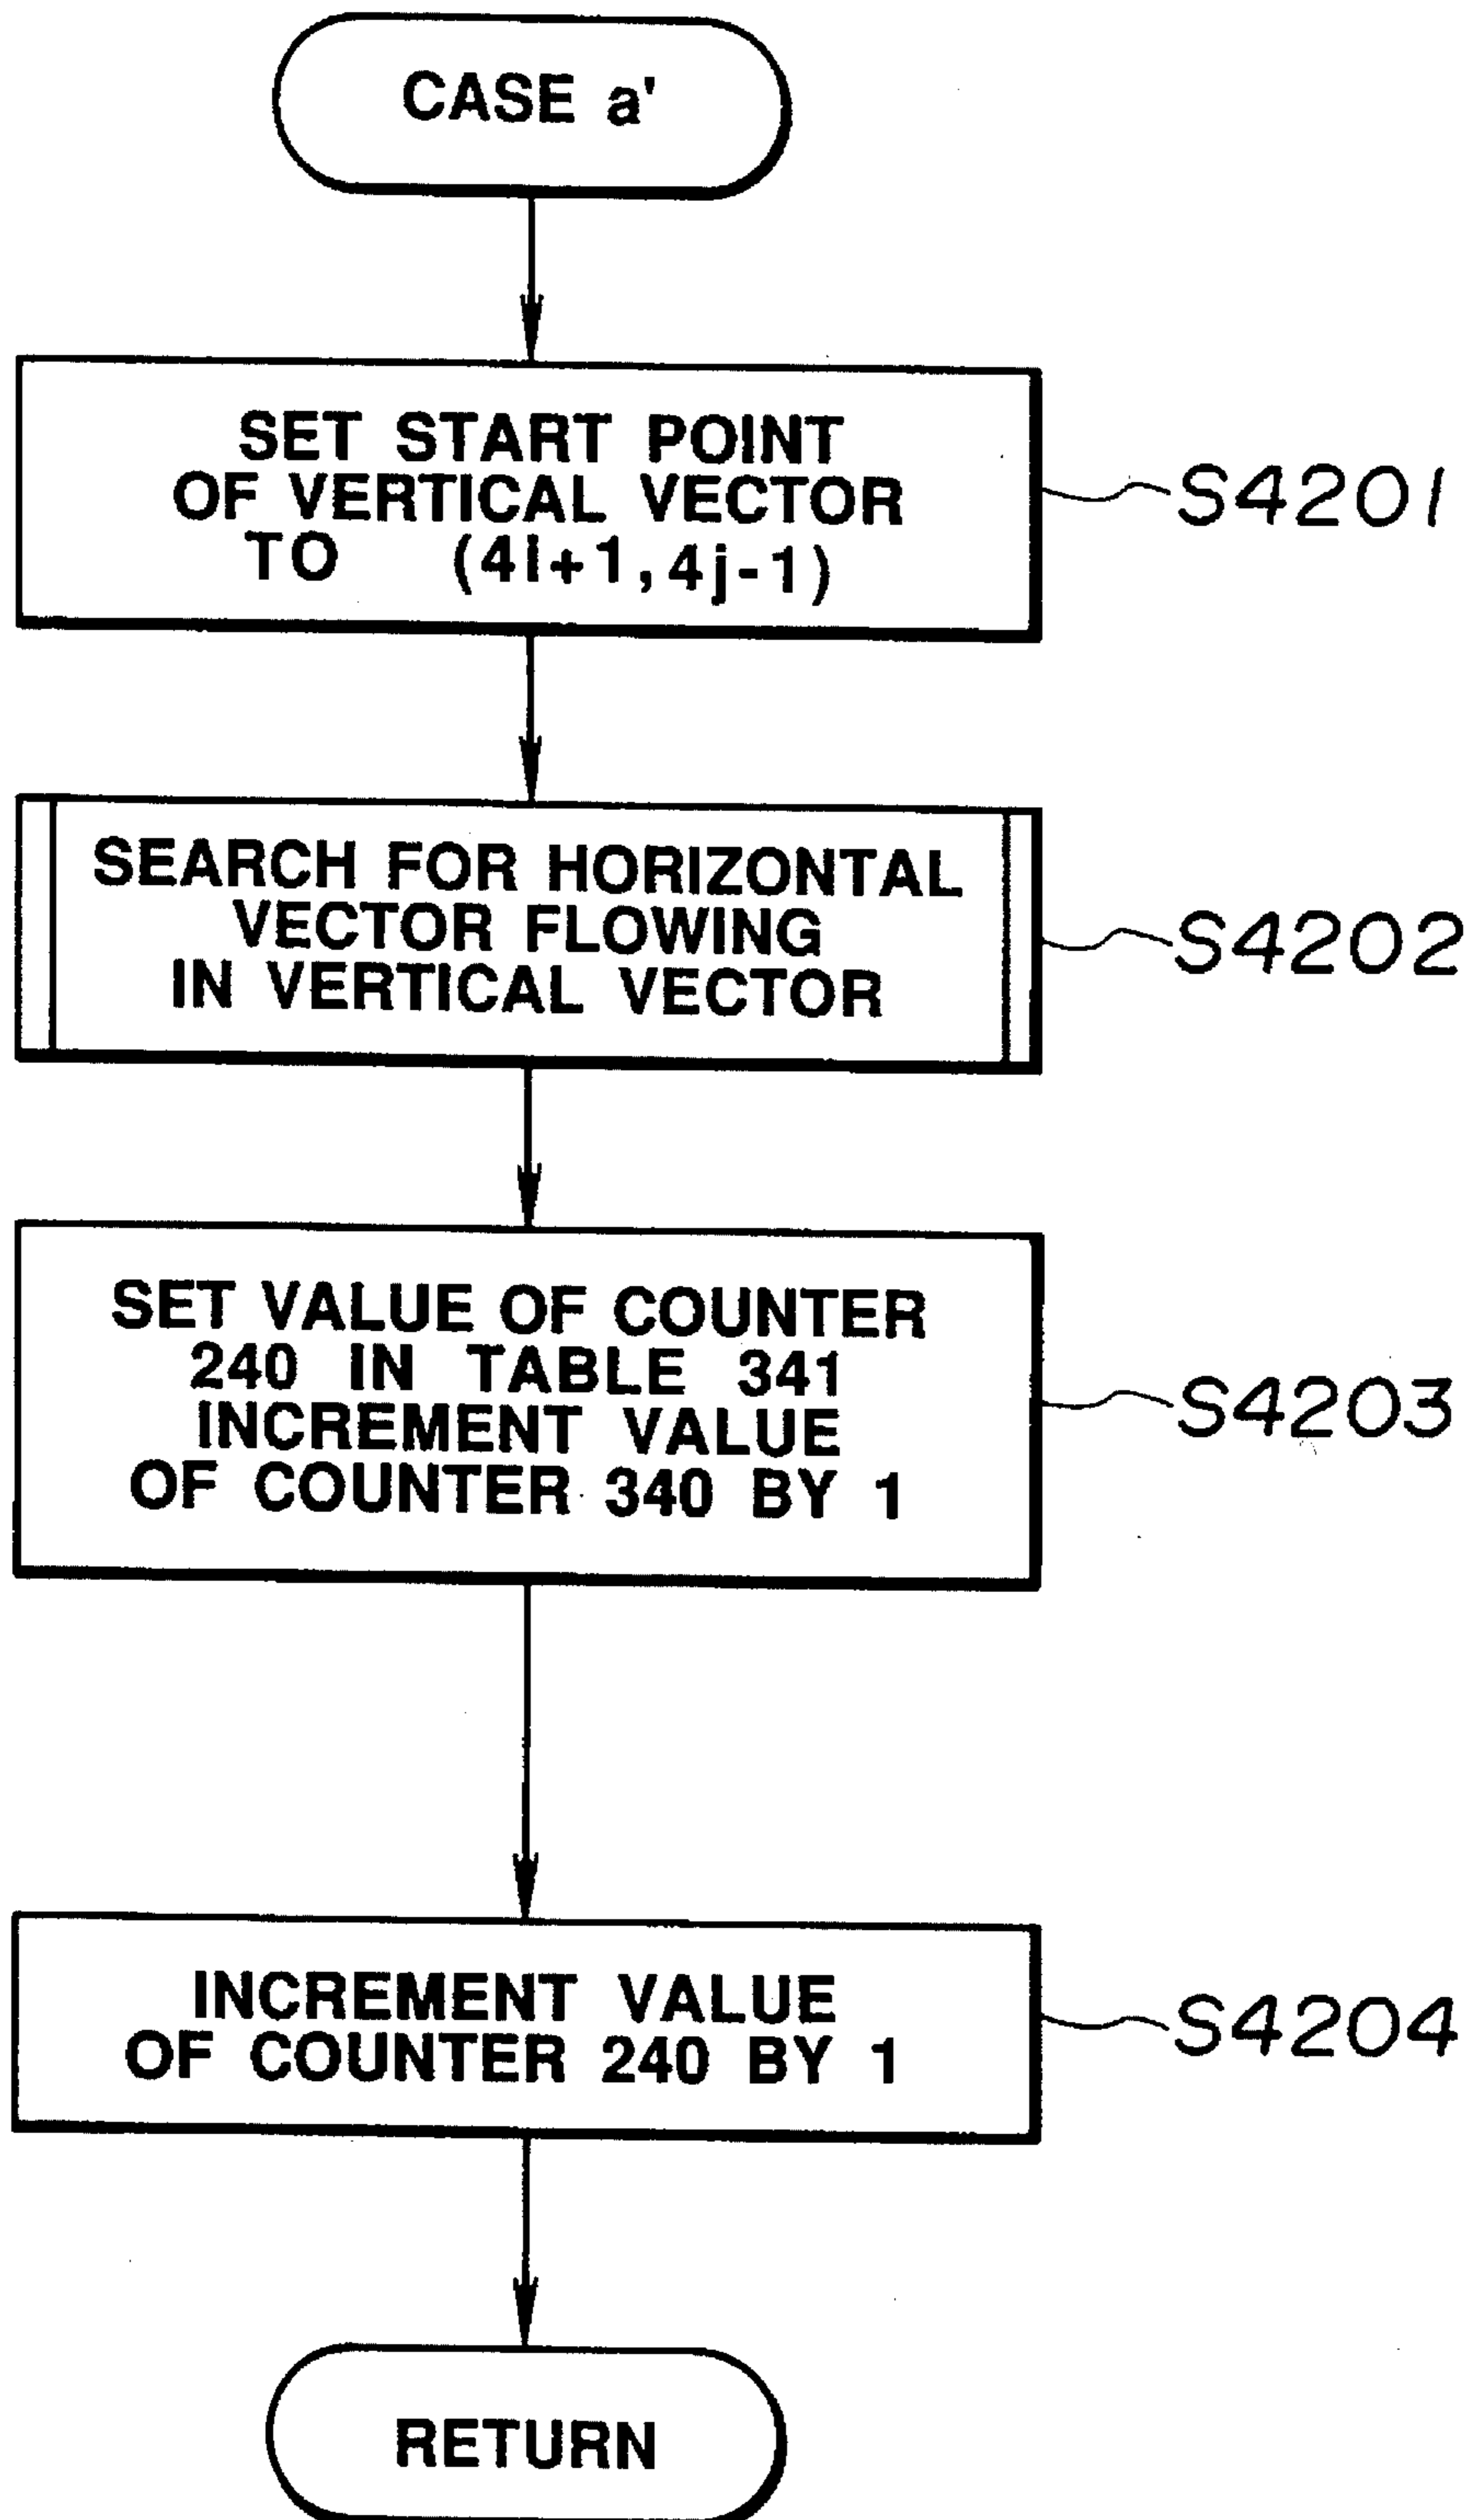 CASE a'
SET START POINT
OF VERTICAL VECTOR
TO (4i+1,4j-1)
S4201
SEARCH FOR HORIZONTAL
VECTOR FLOWING
IN VERTICAL VECTOR
S4202
SET VALUE OF COUNTER
240 IN TABLE 341
INCREMENT VALUE
OF COUNTER 340 BY 1
S4203
INCREMENT VALUE
OF COUNTER 240 BY 1
S4204
RETURN